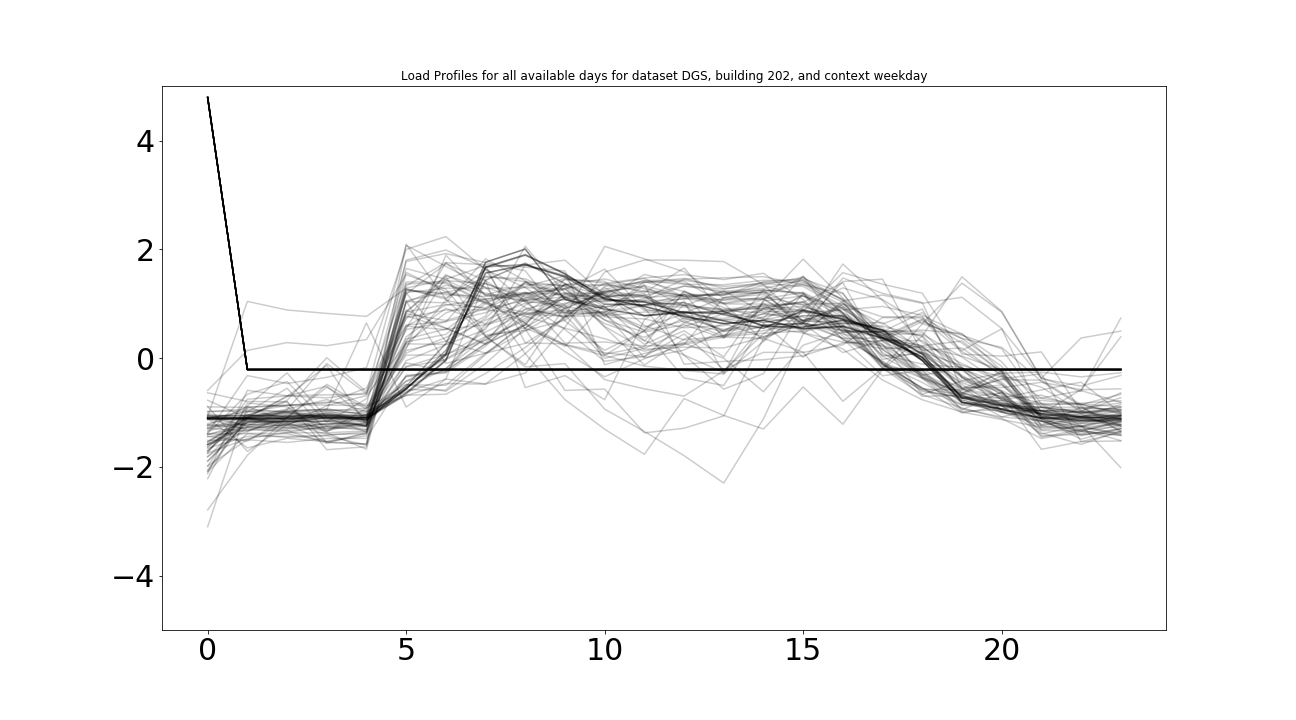 Load Profiles for all available days for dataset DGS, building 202, and context weekday
4
2
0
−2
−4
0 5 10 15 20